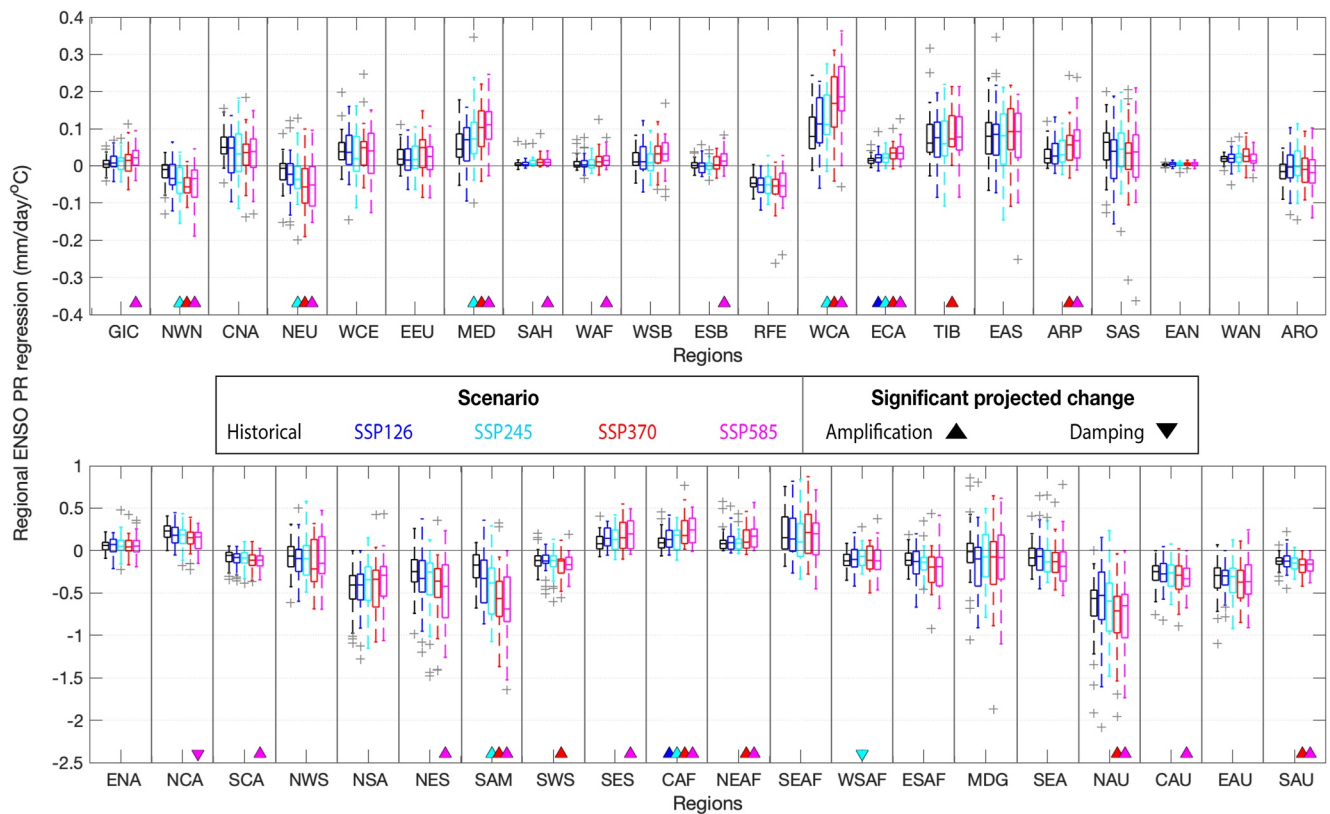 Regional ENSO PR regression (mm/day/°C)
0.4
0.3
0.2
0.1
0
-0.1
-0.2
-0.3
-0.4
GIC NWN CNA NEU WCE EEU MED SAH WAF WSB ESB RFE WCA ECA TIB EAS ARP SAS EAN WAN ARO
Regions
Scenario Significant projected change
Historical SSP126 SSP245 SSP370 SSP585 Amplification Damping
1
0.5
0
-0.5
-1
-1.5
-2
-2.5
ENA NCA SCA NWS NSA NES SAM SWS SES CAF NEAF SEAF WSAF ESAF MDG SEA NAU CAU EAU SAU
Regions